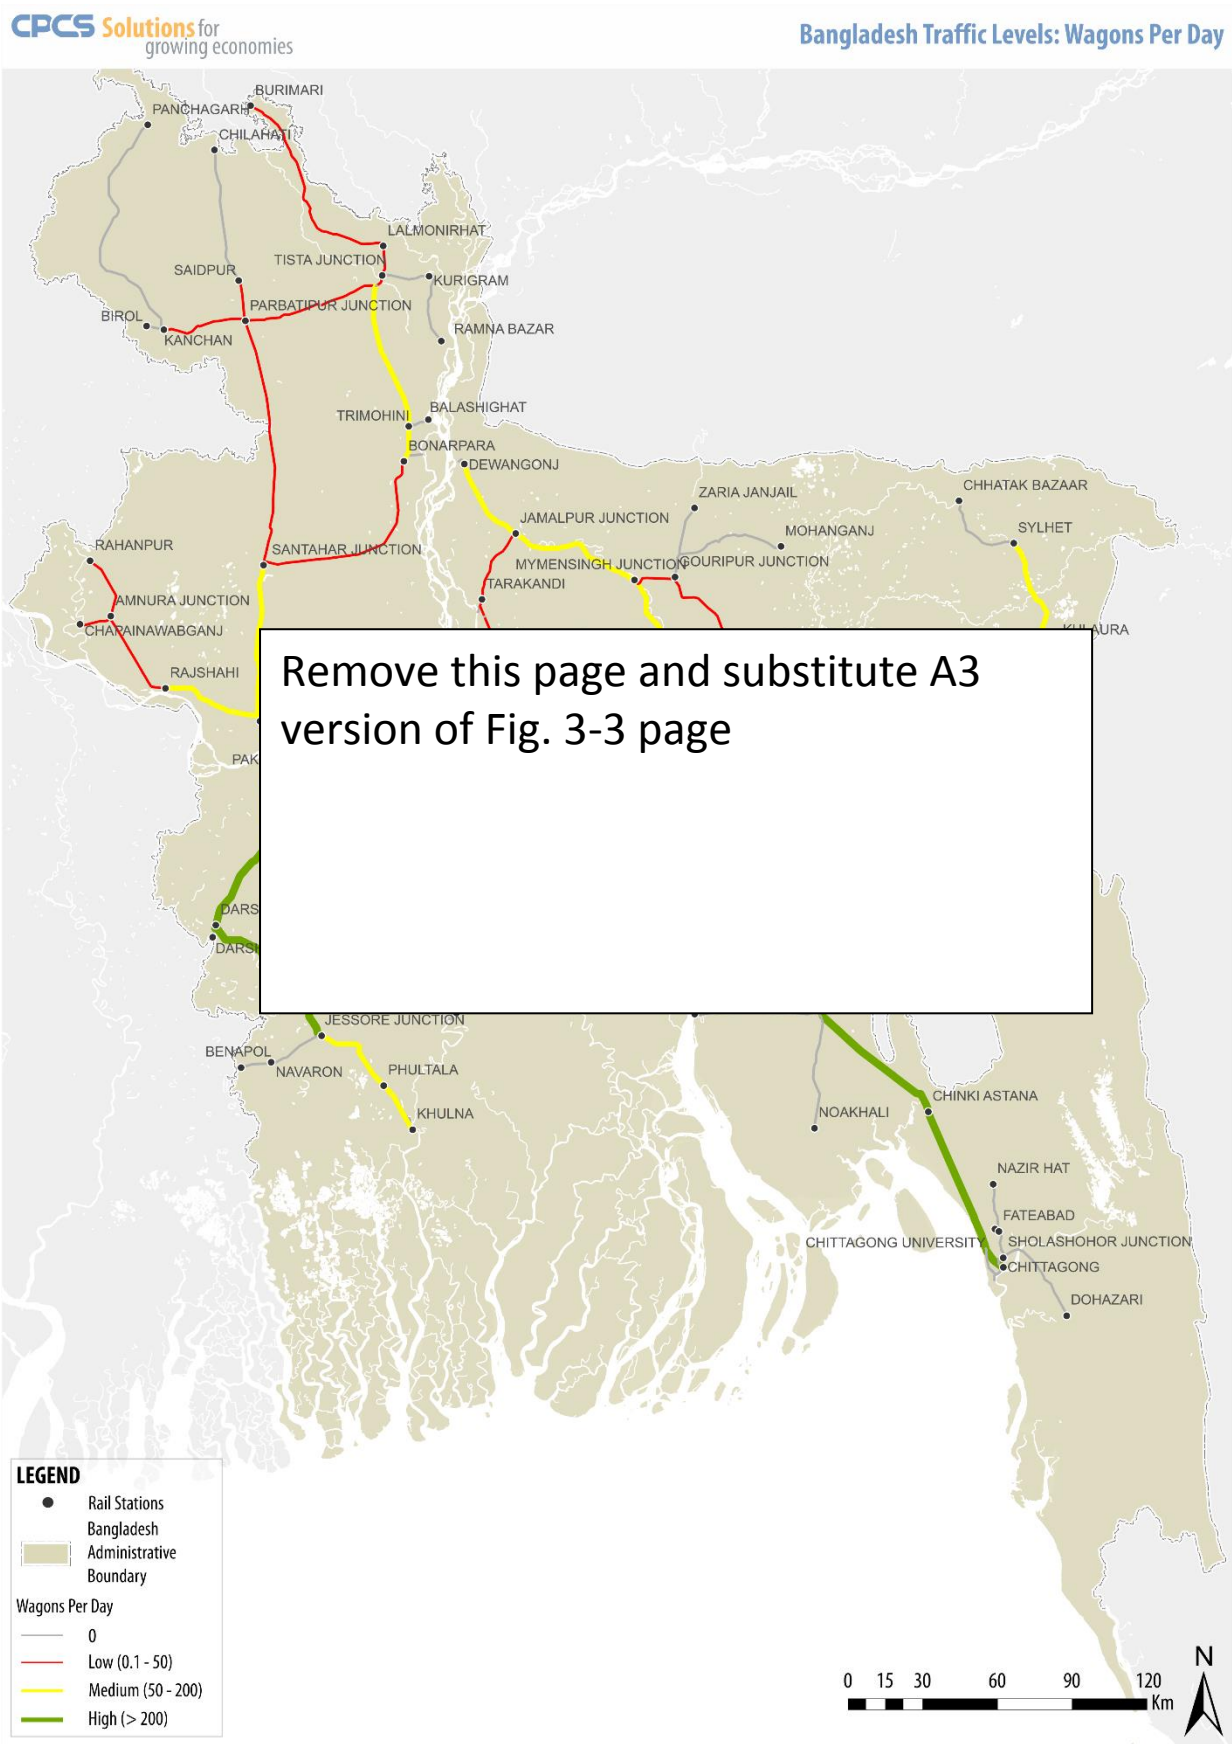 CPCS Solutions for
growing economies
Bangladesh Traffic Levels: Wagons Per Day
BURIMARI
PANCHAGARH
CHILAHATI
LALMONIRHAT
TISTA JUNCTION
SAIDPUR
KURIGRAM
PARBATIPUR JUNCTION
BIROL
KANCHAN
RAMNA BAZAR
TRIMOHINI
BALASHIGHAT
BONARPARA
DEWANGONJ
ZARIA JANJAIL
CHHATAK BAZAAR
JAMALPUR JUNCTION
MOHANGANJ
SYLHET
RAHANPUR
SANTAHAR JUNCTION
MYMENSINGH JUNCTION
GOURIPUR JUNCTION
TARAKANDI
AMNURA JUNCTION
CHAPAINAWABGANJ
KULAURA
RAJSHAHI
Remove this page and substitute A3
version of Fig. 3-3 page
PAK
DARS
DARS
JESSORE JUNCTION
BENAPOL
NAVARON
PHULTALA
KHULNA
CHINKI ASTANA
NOAKHALI
NAZIR HAT
FATEABAD
CHITTAGONG UNIVERSITY
SHOLASHOHOR JUNCTION
CHITTAGONG
DOHAZARI
LEGEND
Rail Stations
Bangladesh
Administrative
Boundary
Wagons Per Day
0
Low (0.1 - 50)
Medium (50 - 200)
High (> 200)
0 15 30 60 90 120
Km
N